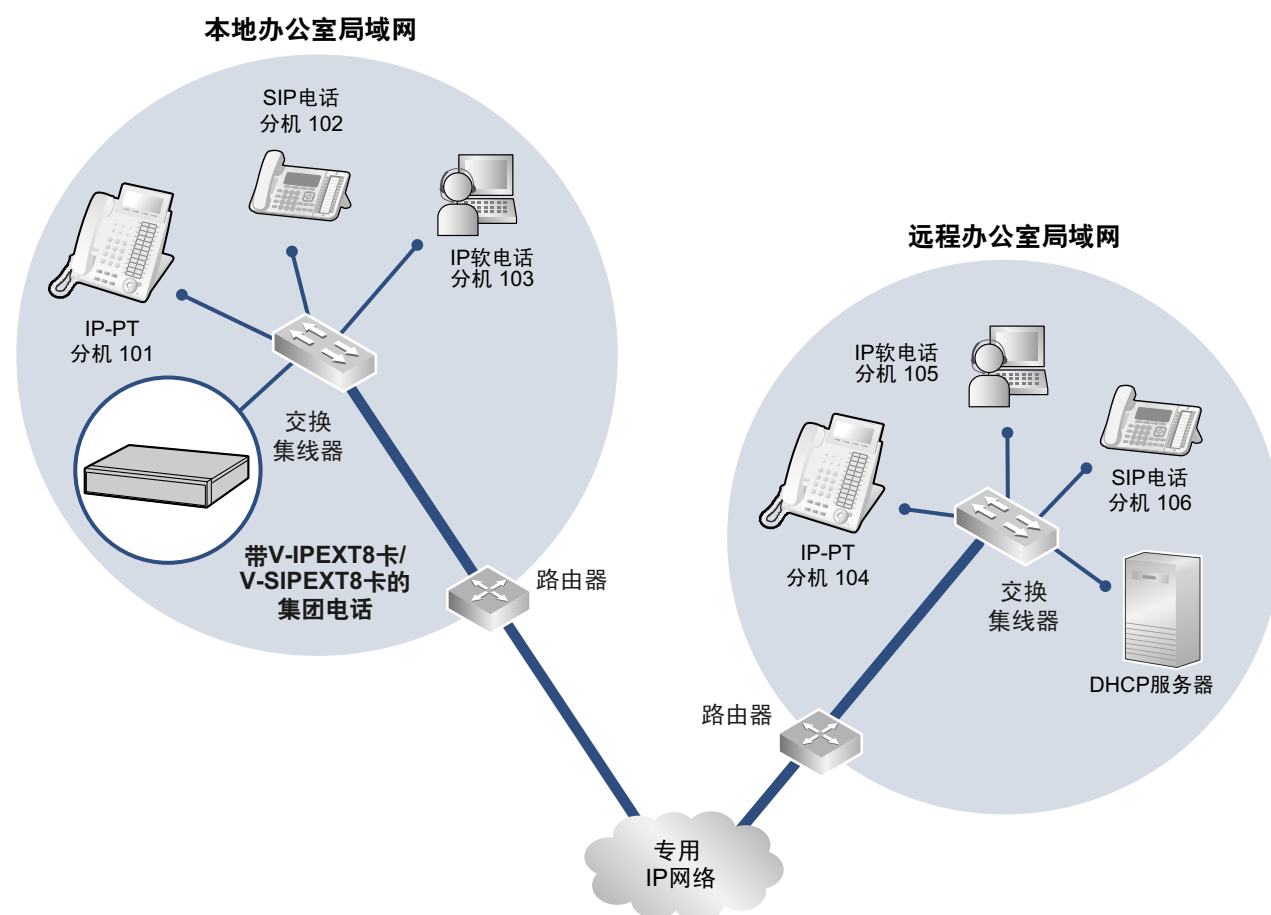 本地办公室局域网
SIP电话
分机 102
IP软电话
分机 103
IP-PT
分机 101
交换
集线器
带V-IPEXT8卡/
V-SIPEXT8卡的
集团电话
路由器
远程办公室局域网
IP软电话
分机 105
SIP电话
分机 106
IP-PT
分机 104
交换
集线器
DHCP服务器
路由器
专用
IP网络